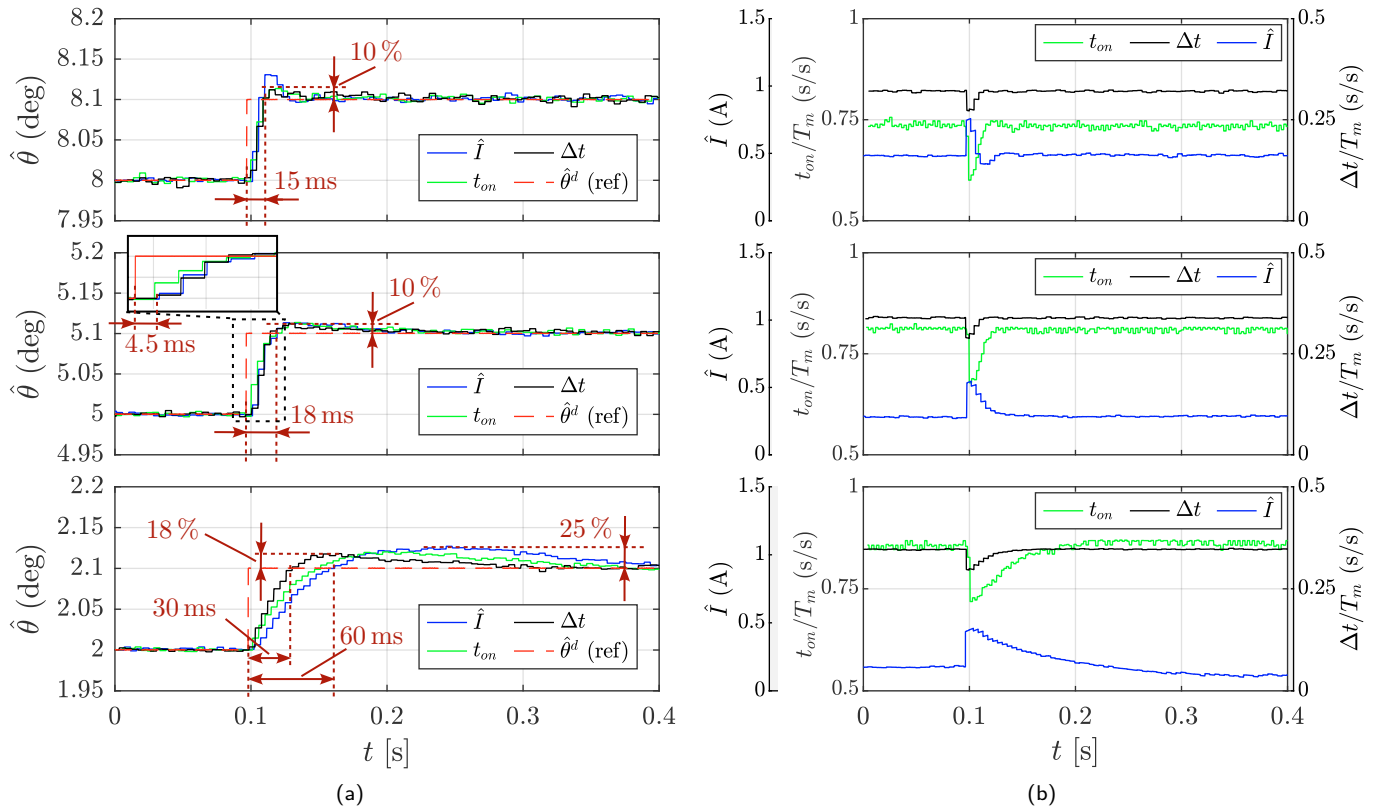 8.2
8.15
8.1
8.05
8
7.95
θ̂ (deg)
10 %
15 ms
Î Δt
t_on θ̂^d (ref)
5.2
5.15
5.1
5.05
5
4.95
θ̂ (deg)
10 %
4.5 ms
18 ms
Î Δt
t_on θ̂^d (ref)
2.2
2.15
2.1
2.05
2
1.95
θ̂ (deg)
18 %
25 %
30 ms
60 ms
Î Δt
t_on θ̂^d (ref)
0 0.1 0.2 0.3 0.4
t [s]
(a)
1.5
1
0.5
0
Î (A)
1
0.75
0.5
t_on/T_m (s/s)
t_on Δt Î
0.5
0.25
0
Δt/T_m (s/s)
1.5
1
0.5
0
Î (A)
1
0.75
0.5
t_on/T_m (s/s)
t_on Δt Î
0.5
0.25
0
Δt/T_m (s/s)
1.5
1
0.5
0
Î (A)
1
0.75
0.5
t_on/T_m (s/s)
t_on Δt Î
0.5
0.25
0
Δt/T_m (s/s)
0 0.1 0.2 0.3 0.4
t [s]
(b)